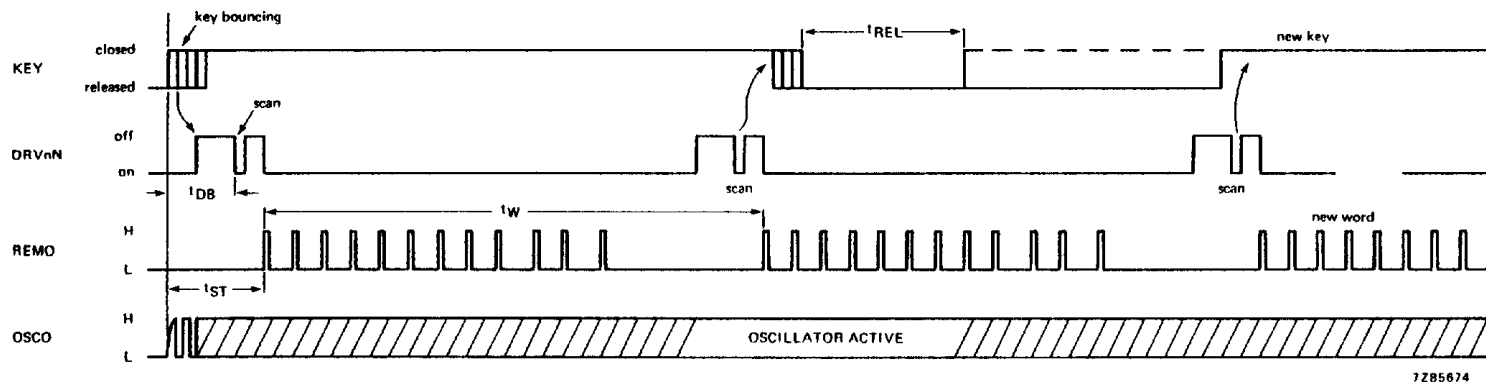 key bouncing
closed
KEY
released
tREL
new key
scan
off
DRVnN
on
tDB
scan
scan
tW
H
REMO
L
new word
tST
H
OSCO
L
OSCILLATOR ACTIVE
7Z85674